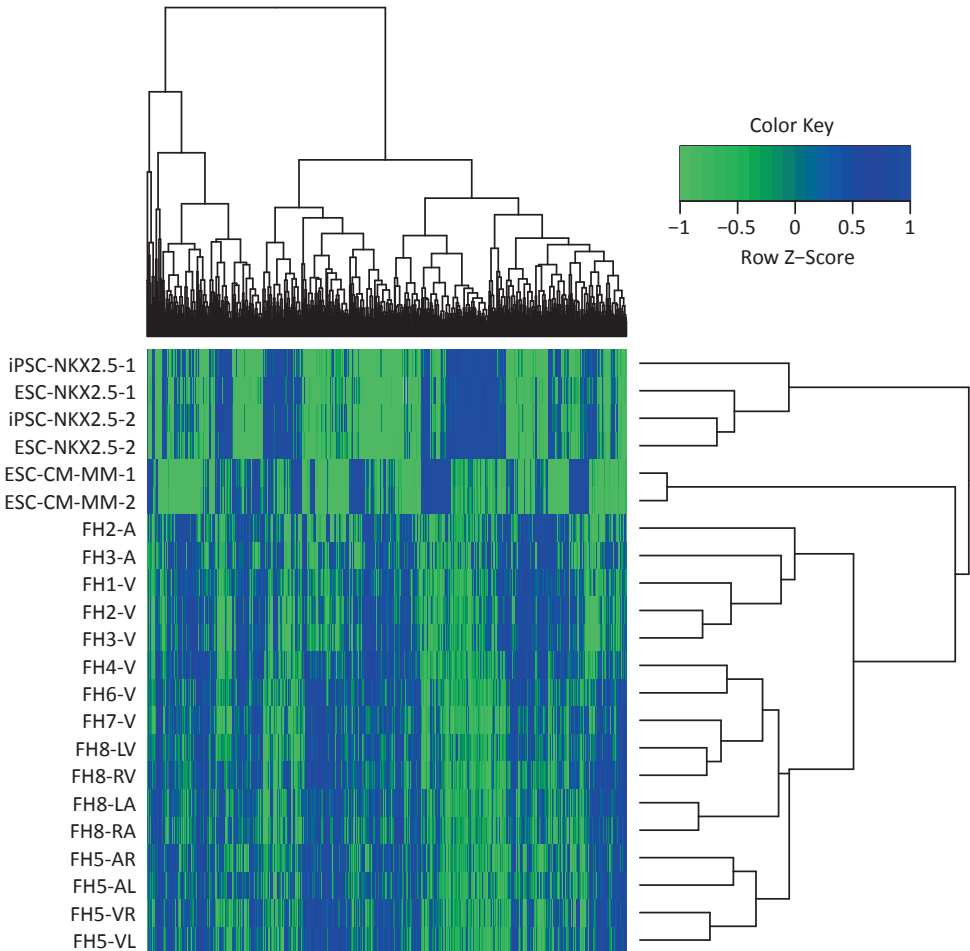 Color Key
−1 −0.5 0 0.5 1
Row Z−Score
iPSC-NKX2.5-1
ESC-NKX2.5-1
iPSC-NKX2.5-2
ESC-NKX2.5-2
ESC-CM-MM-1
ESC-CM-MM-2
FH2-A
FH3-A
FH1-V
FH2-V
FH3-V
FH4-V
FH6-V
FH7-V
FH8-LV
FH8-RV
FH8-LA
FH8-RA
FH5-AR
FH5-AL
FH5-VR
FH5-VL